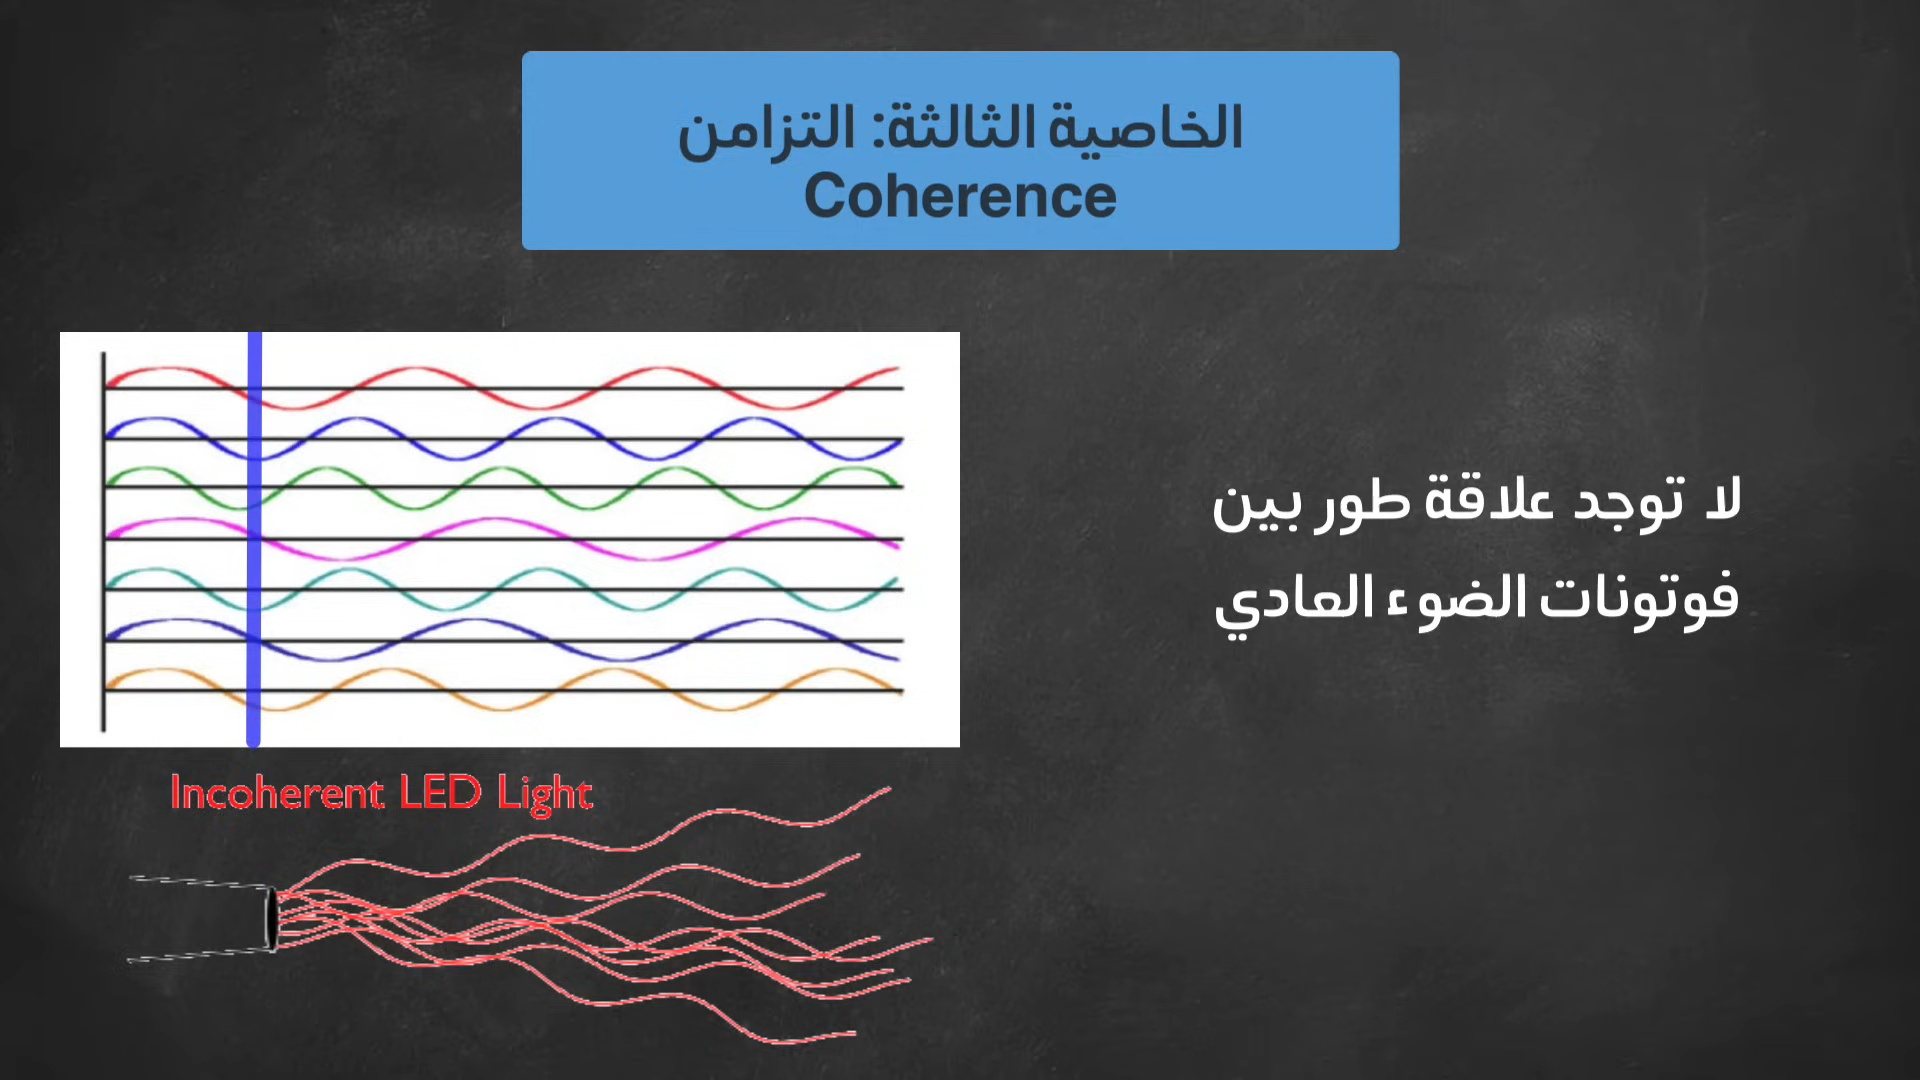 الخاصية الثالثة: التزامن
Coherence
لا توجد علاقة طور بين
فوتونات الضوء العادي
Incoherent LED Light